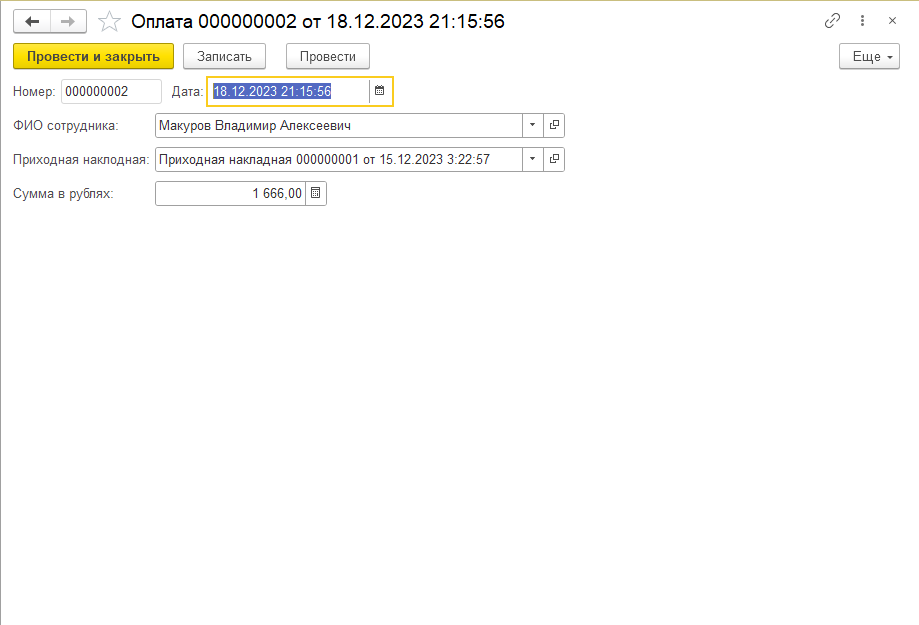 Оплата 000000002 от 18.12.2023 21:15:56
Провести и закрыть Записать Провести Еще
Номер: 000000002 Дата: 18.12.2023 21:15:56
ФИО сотрудника: Макуров Владимир Алексеевич
Приходная наклодная: Приходная накладная 000000001 от 15.12.2023 3:22:57
Сумма в рублях: 1 666,00